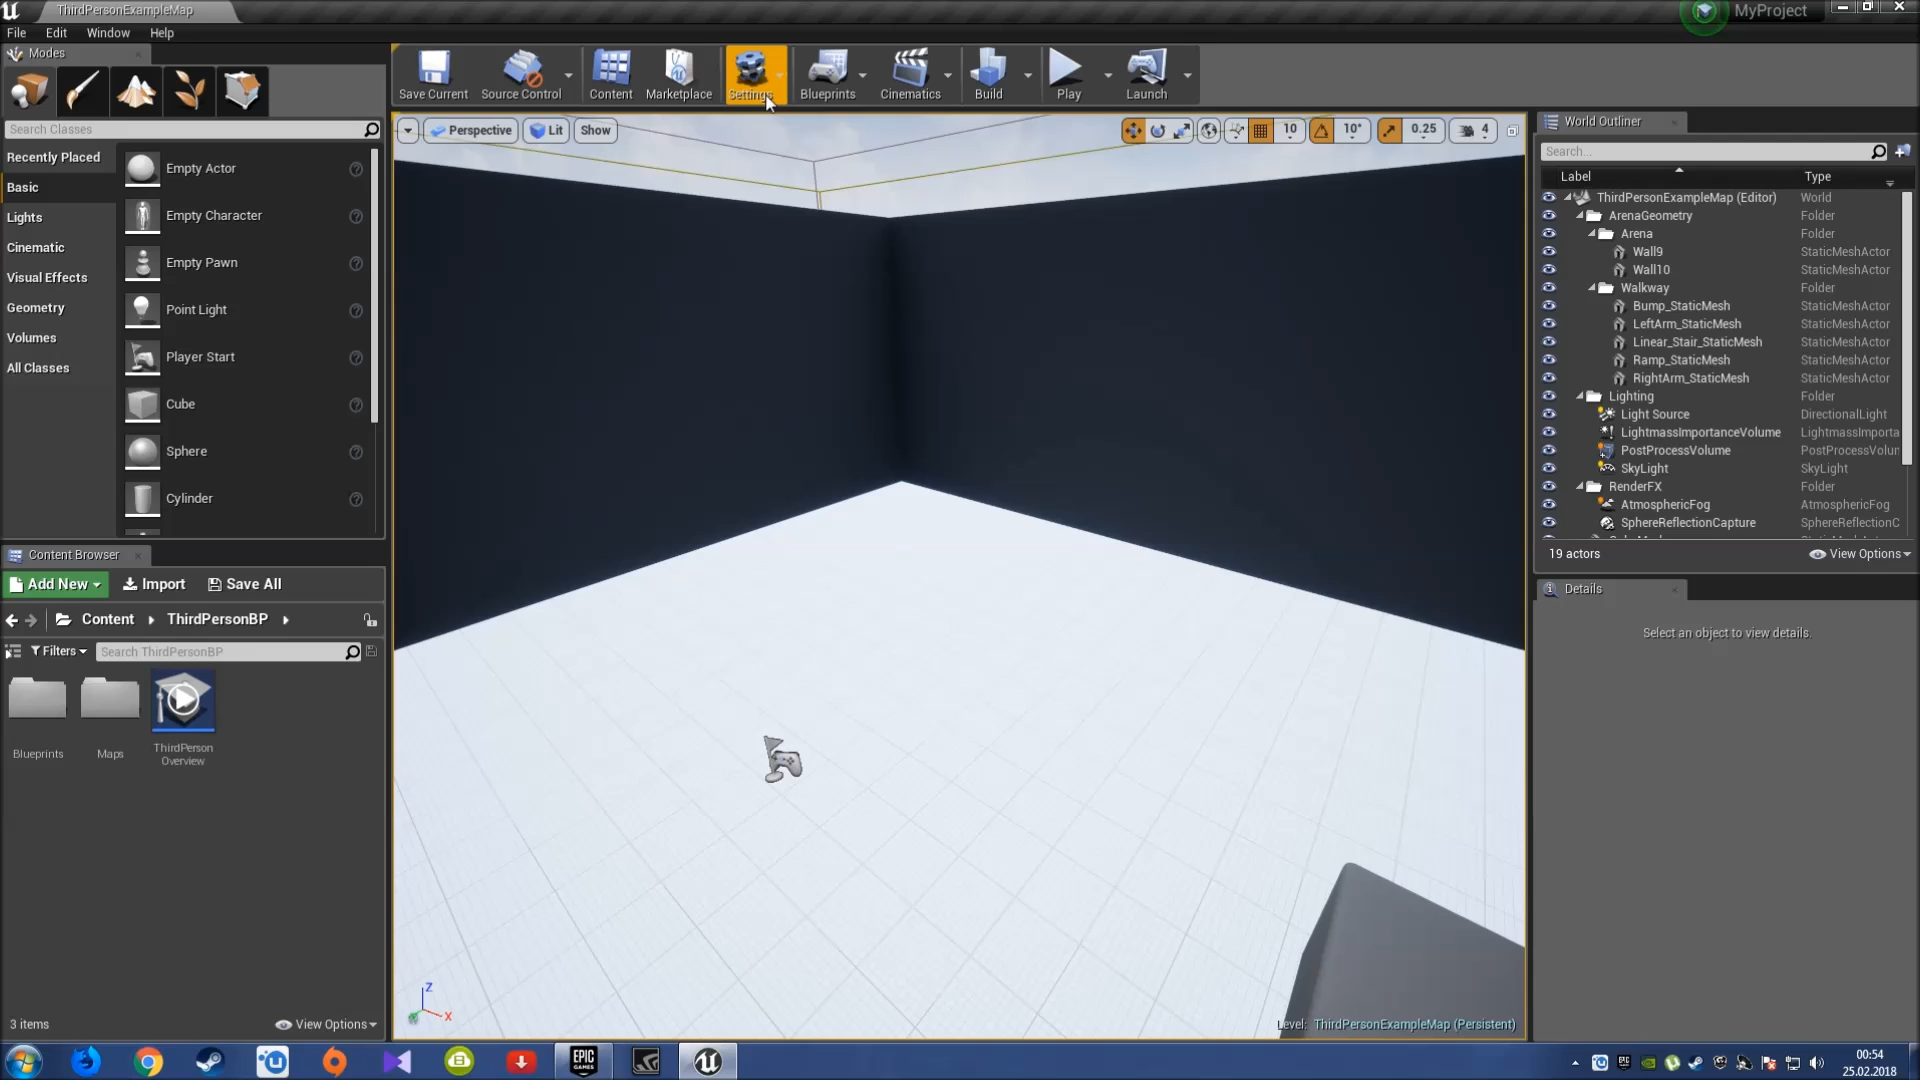 ThirdPersonExampleMap
MyProject
File Edit Window Help
Modes
Save Current
Source Control
Content
Marketplace
Settings
Blueprints
Cinematics
Build
Play
Launch
Search Classes
Recently Placed
Basic
Lights
Cinematic
Visual Effects
Geometry
Volumes
All Classes
Empty Actor
Empty Character
Empty Pawn
Point Light
Player Start
Cube
Sphere
Cylinder
Perspective
Lit
Show
10
10°
0.25
4
World Outliner
Search...
Label Type
ThirdPersonExampleMap (Editor) World
ArenaGeometry Folder
Arena Folder
Wall9 StaticMeshActor
Wall10 StaticMeshActor
Walkway Folder
Bump_StaticMesh StaticMeshActor
LeftArm_StaticMesh StaticMeshActor
Linear_Stair_StaticMesh StaticMeshActor
Ramp_StaticMesh StaticMeshActor
RightArm_StaticMesh StaticMeshActor
Lighting Folder
Light Source DirectionalLight
LightmassImportanceVolume LightmassImporta
PostProcessVolume PostProcessVolur
SkyLight SkyLight
RenderFX Folder
AtmosphericFog AtmosphericFog
SphereReflectionCapture SphereReflectionC
19 actors
View Options
Details
Select an object to view details.
Content Browser
Add New
Import
Save All
Content
ThirdPersonBP
Filters
Search ThirdPersonBP
Blueprints
Maps
ThirdPerson
Overview
3 items
View Options
Z
X
Level: ThirdPersonExampleMap (Persistent)
EPIC
GAMES
00:54
25.02.2018